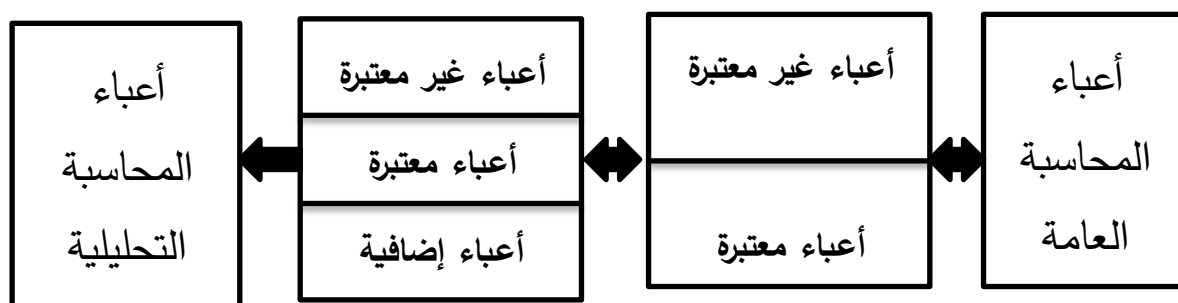 أعباء
المحاسبة
العامة
أعباء غير معتبرة
أعباء معتبرة
أعباء غير معتبرة
أعباء معتبرة
أعباء إضافية
أعباء
المحاسبة
التحليلية